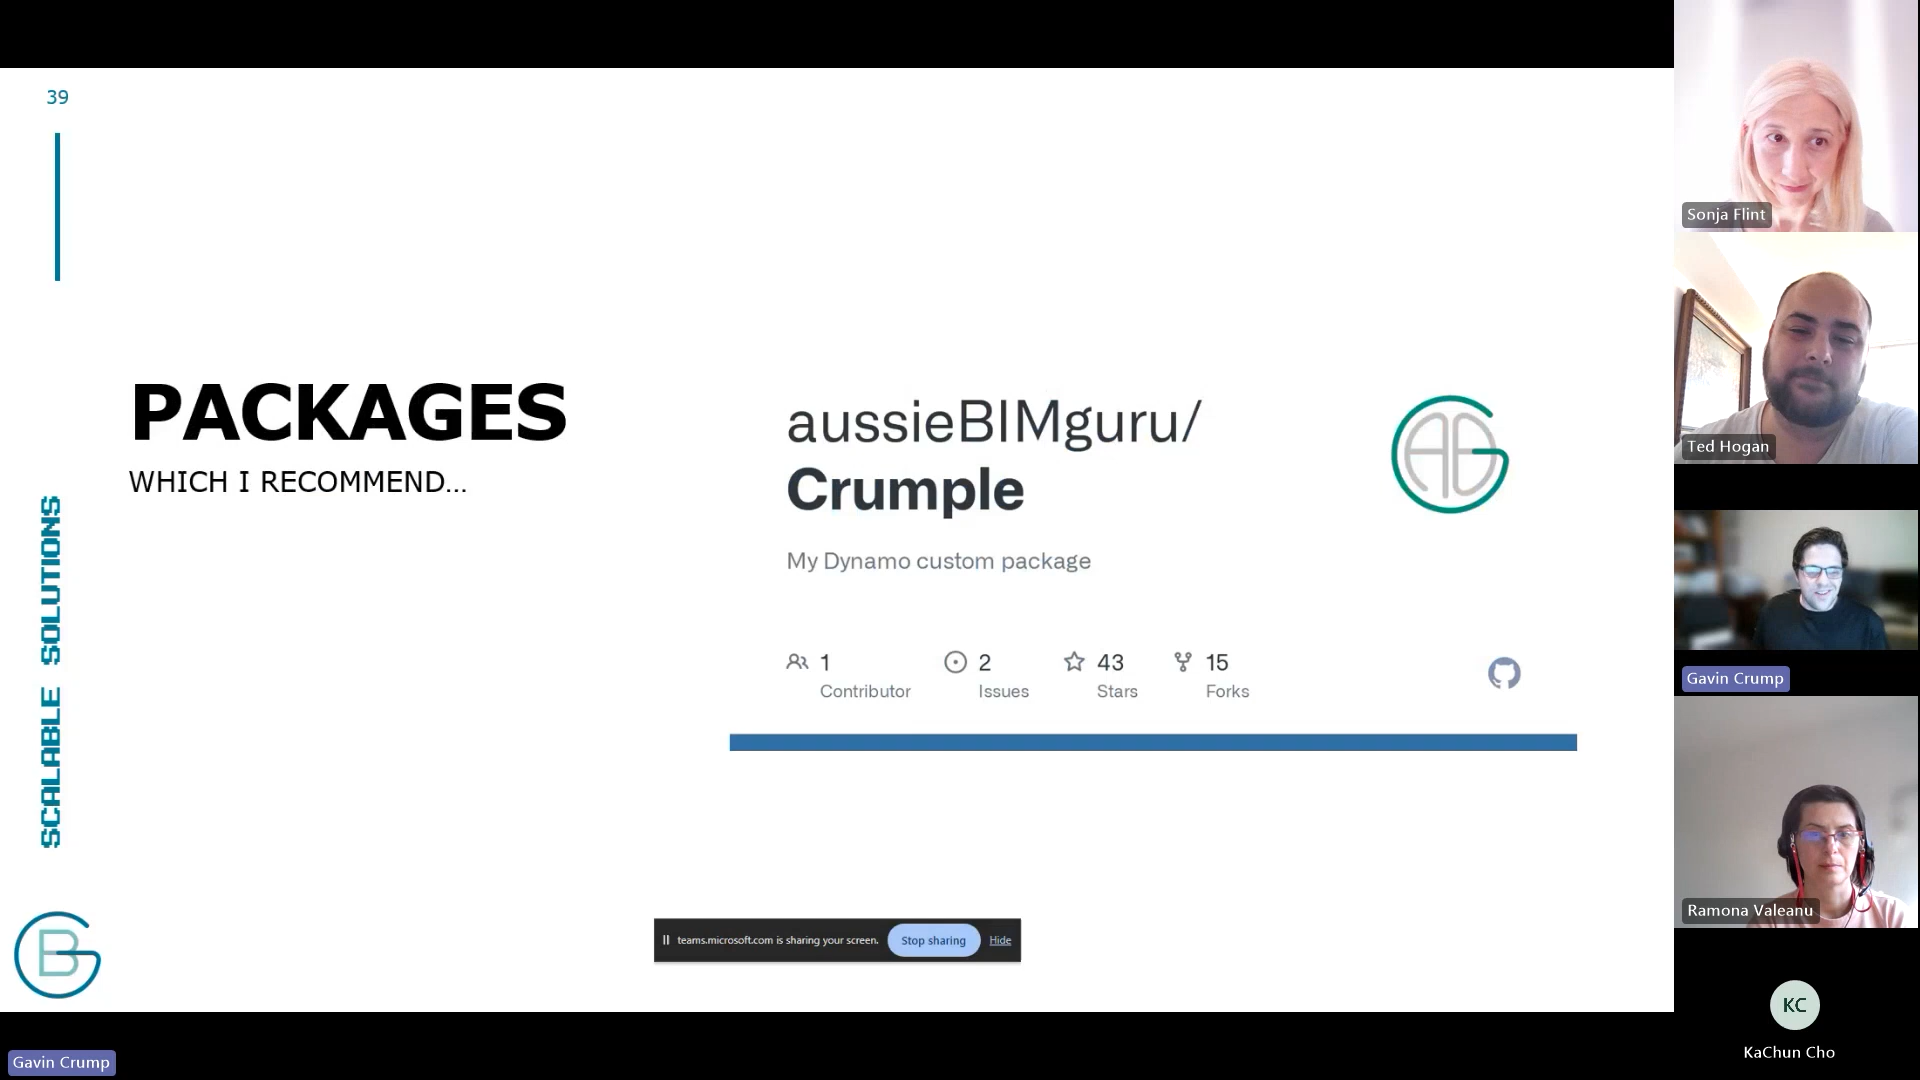 39
PACKAGES
WHICH I RECOMMEND...
SCALABLE SOLUTIONS
aussieBIMguru/
Crumple
My Dynamo custom package
1
Contributor
2
Issues
43
Stars
15
Forks
teams.microsoft.com is sharing your screen.
Stop sharing
Hide
Gavin Crump
Sonja Flint
Ted Hogan
Gavin Crump
Ramona Valeanu
KC
KaChun Cho